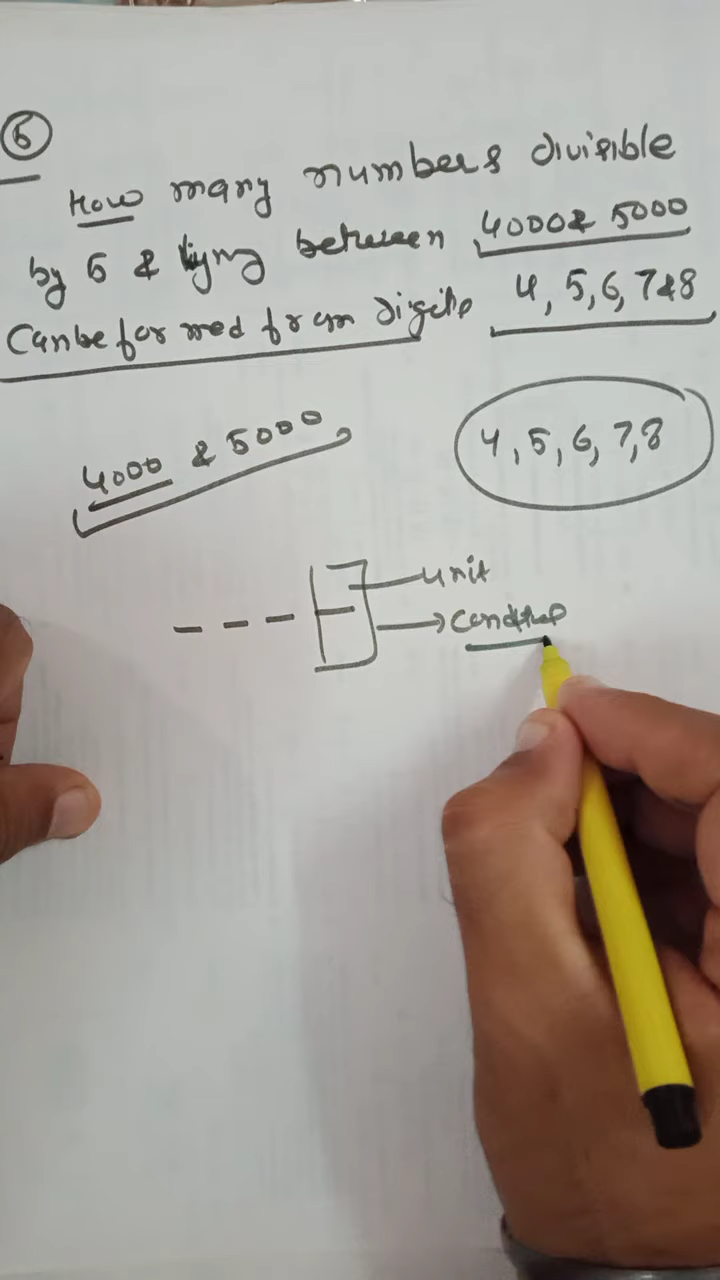 6
How many numbers divisible
by 5 & lying between 4000 & 5000
can be formed from digits 4, 5, 6, 7 & 8
4000 & 5000
4, 5, 6, 7, 8
unit